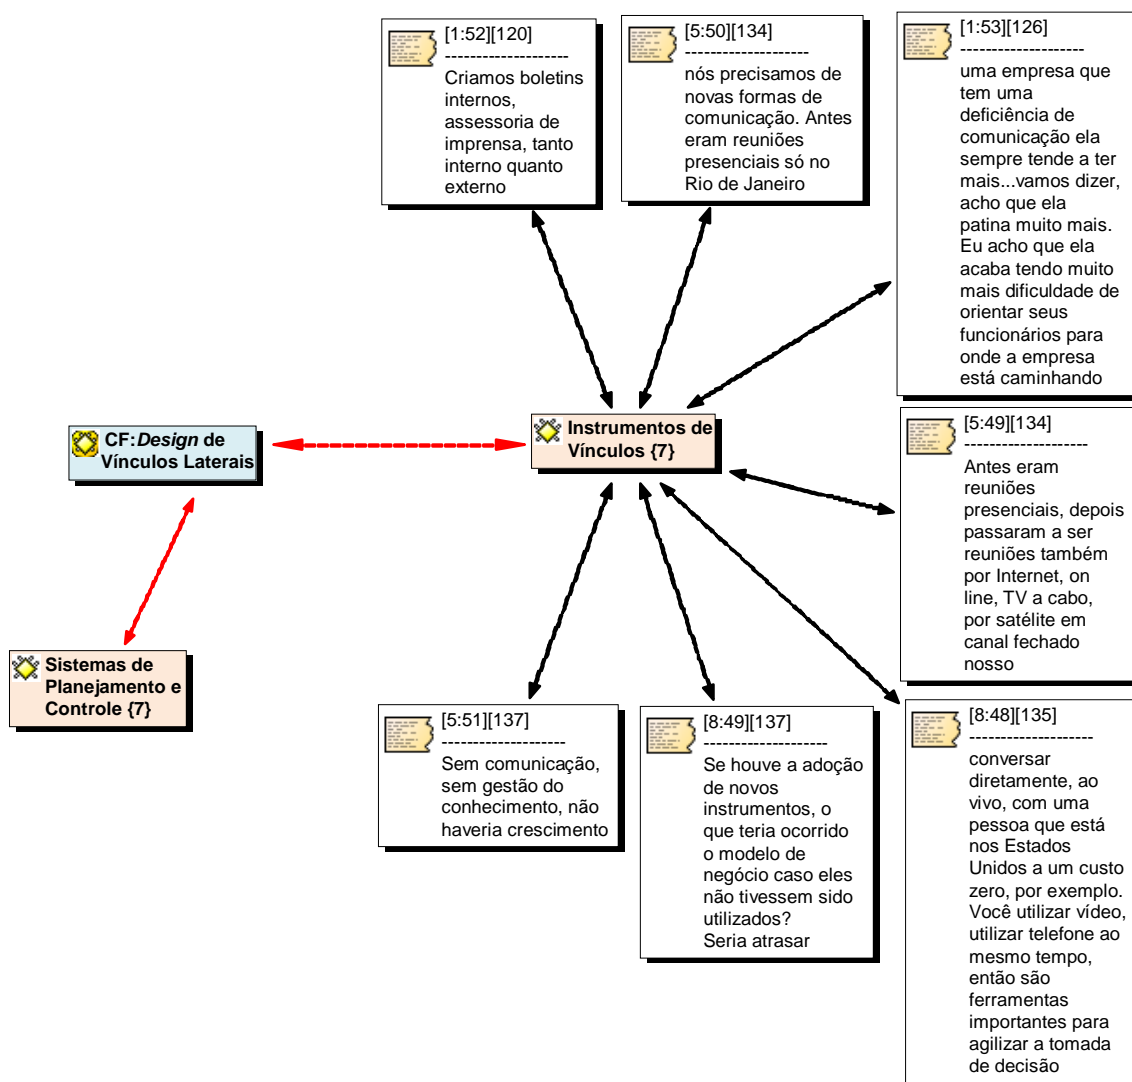 [1:52][120]
--------------------
Criamos boletins
internos,
assessoria de
imprensa, tanto
interno quanto
externo
[5:50][134]
--------------------
nós precisamos de
novas formas de
comunicação. Antes
eram reuniões
presenciais só no
Rio de Janeiro
[1:53][126]
--------------------
uma empresa que
tem uma
deficiência de
comunicação ela
sempre tende a ter
mais...vamos dizer,
acho que ela
patina muito mais.
Eu acho que ela
acaba tendo muito
mais dificuldade de
orientar seus
funcionários para
onde a empresa
está caminhando
CF:Design de
Vínculos Laterais
Instrumentos de
Vínculos {7}
[5:49][134]
--------------------
Antes eram
reuniões
presenciais, depois
passaram a ser
reuniões também
por Internet, on
line, TV a cabo,
por satélite em
canal fechado
nosso
Sistemas de
Planejamento e
Controle {7}
[5:51][137]
--------------------
Sem comunicação,
sem gestão do
conhecimento, não
haveria crescimento
[8:49][137]
--------------------
Se houve a adoção
de novos
instrumentos, o
que teria ocorrido
o modelo de
negócio caso eles
não tivessem sido
utilizados?
Seria atrasar
[8:48][135]
--------------------
conversar
diretamente, ao
vivo, com uma
pessoa que está
nos Estados
Unidos a um custo
zero, por exemplo.
Você utilizar vídeo,
utilizar telefone ao
mesmo tempo,
então são
ferramentas
importantes para
agilizar a tomada
de decisão